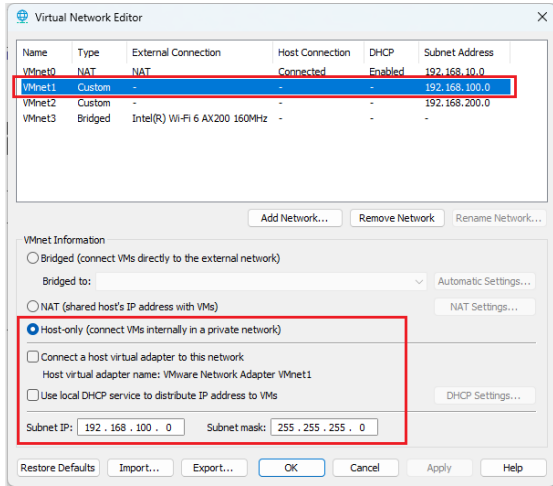 Virtual Network Editor
Name Type External Connection Host Connection DHCP Subnet Address
VMnet0 NAT NAT Connected Enabled 192.168.10.0
VMnet1 Custom - - - 192.168.100.0
VMnet2 Custom - - - 192.168.200.0
VMnet3 Bridged Intel(R) Wi-Fi 6 AX200 160MHz - - -
Add Network... Remove Network Rename Network...
VMnet Information
Bridged (connect VMs directly to the external network)
Bridged to: Automatic Settings...
NAT (shared host's IP address with VMs) NAT Settings...
Host-only (connect VMs internally in a private network)
Connect a host virtual adapter to this network
Host virtual adapter name: VMware Network Adapter VMnet1
Use local DHCP service to distribute IP address to VMs DHCP Settings...
Subnet IP: 192 . 168 . 100 . 0 Subnet mask: 255 . 255 . 255 . 0
Restore Defaults Import... Export... OK Cancel Apply Help